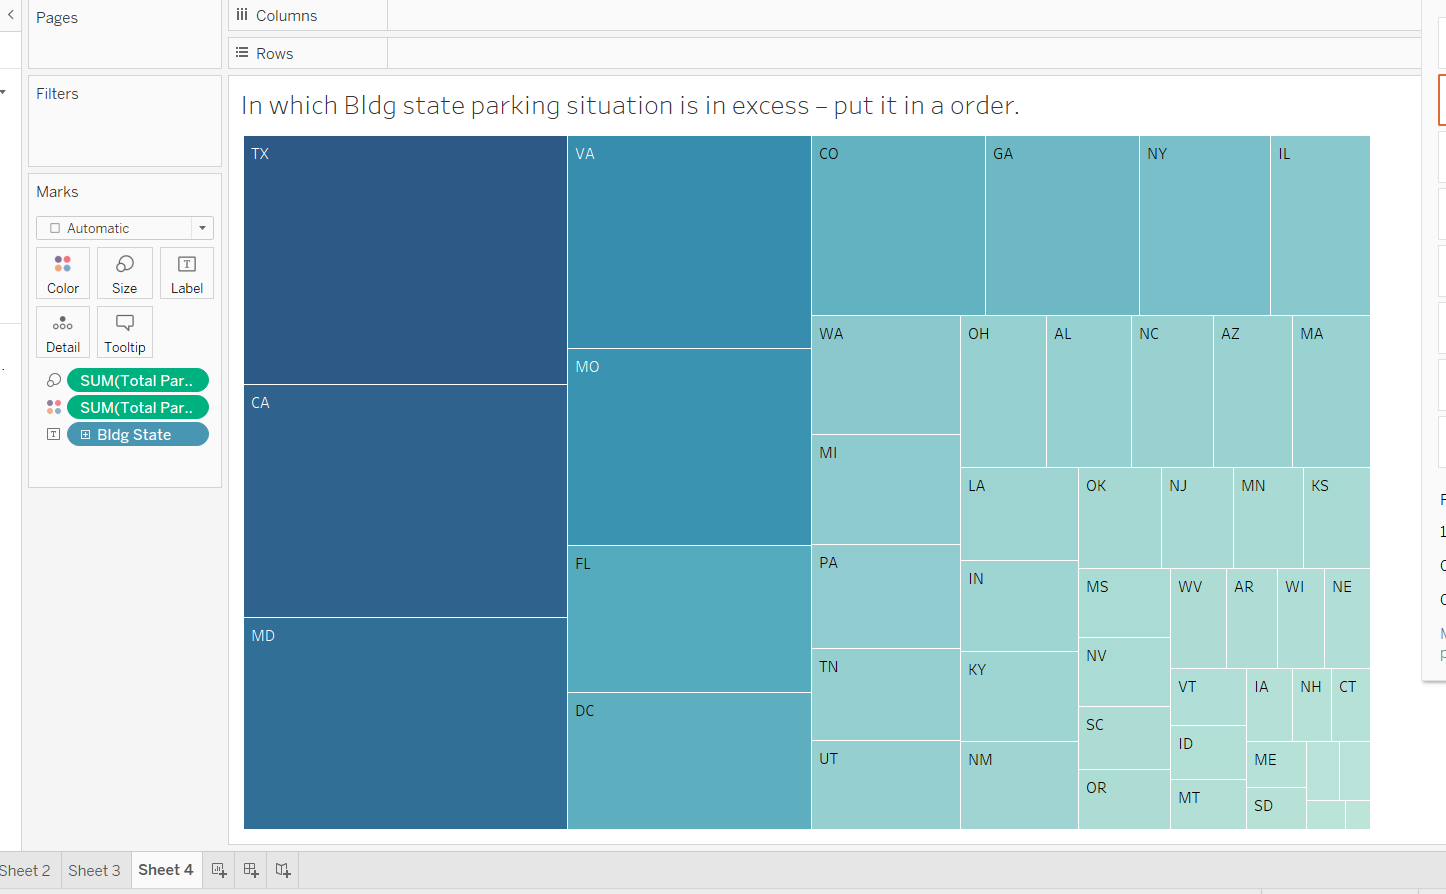 Pages
Columns
Rows
Filters
Marks
Automatic
Color
Size
Label
Detail
Tooltip
SUM(Total Par..
SUM(Total Par..
Bldg State
In which Bldg state parking situation is in excess – put it in a order.
TX
CA
MD
VA
MO
FL
DC
CO
GA
NY
IL
WA
MI
PA
TN
UT
OH
AL
NC
AZ
MA
LA
IN
KY
NM
OK
NJ
MN
KS
MS
NV
SC
OR
WV
AR
WI
NE
VT
ID
MT
IA
NH
CT
ME
SD
Sheet 2
Sheet 3
Sheet 4